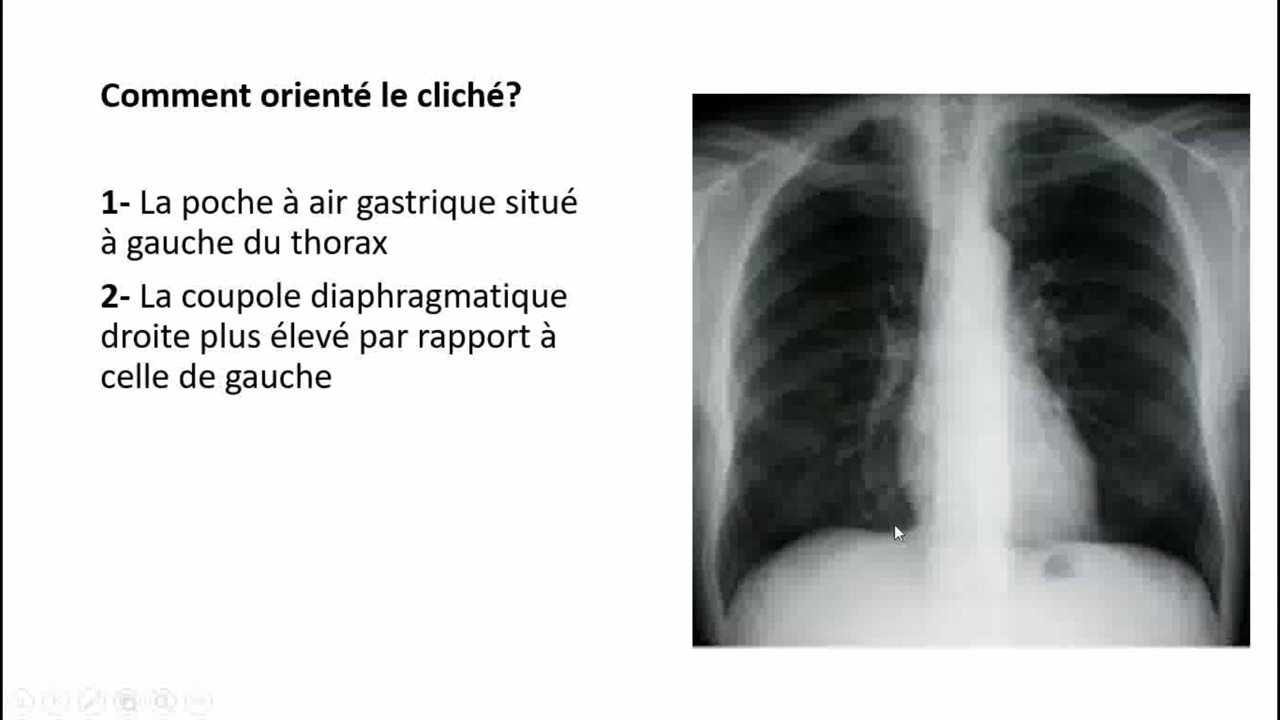 Comment orienté le cliché?
1- La poche à air gastrique situé
à gauche du thorax
2- La coupole diaphragmatique
droite plus élevé par rapport à
celle de gauche